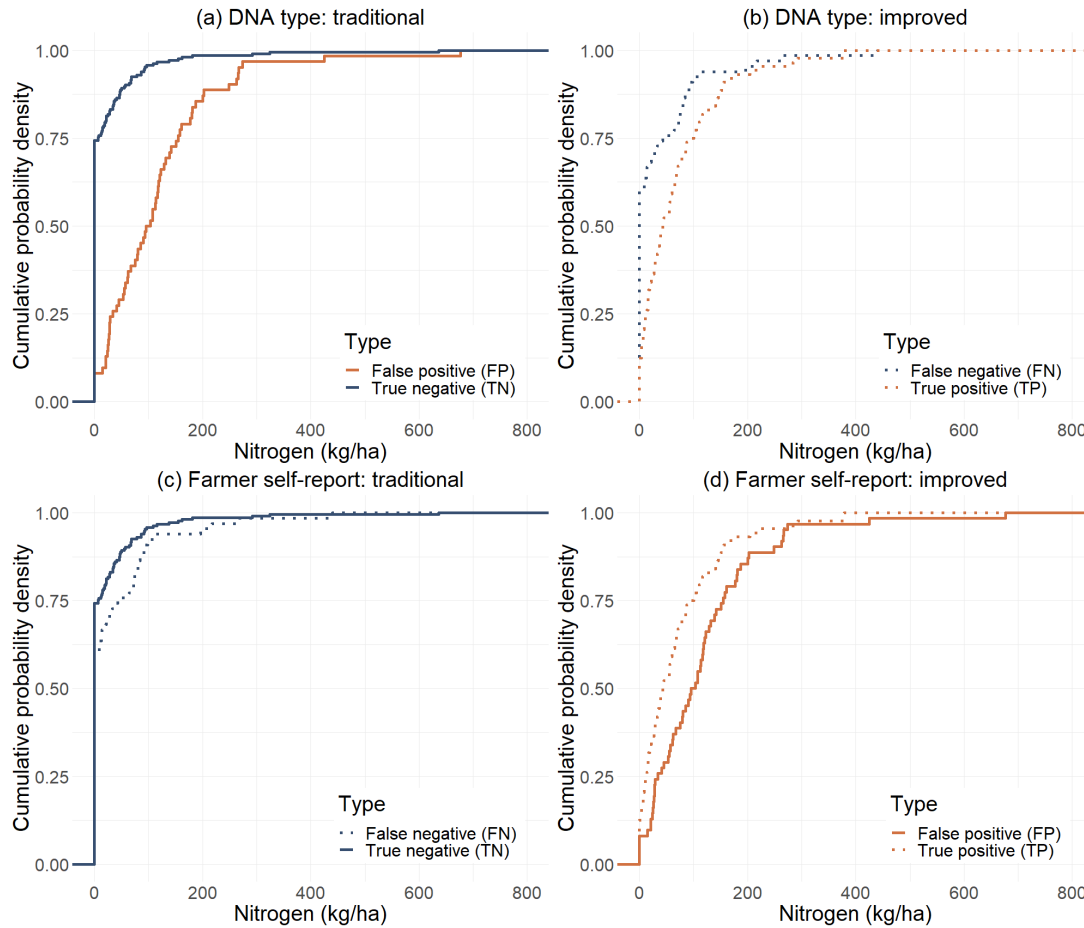 (a) DNA type: traditional
Cumulative probability density
1.00
0.75
0.50
0.25
0.00
Type
False positive (FP)
True negative (TN)
0
200
400
600
800
Nitrogen (kg/ha)
(b) DNA type: improved
Cumulative probability density
1.00
0.75
0.50
0.25
0.00
Type
False negative (FN)
True positive (TP)
0
200
400
600
800
Nitrogen (kg/ha)
(c) Farmer self-report: traditional
Cumulative probability density
1.00
0.75
0.50
0.25
0.00
Type
False negative (FN)
True negative (TN)
0
200
400
600
800
Nitrogen (kg/ha)
(d) Farmer self-report: improved
Cumulative probability density
1.00
0.75
0.50
0.25
0.00
Type
False positive (FP)
True positive (TP)
0
200
400
600
800
Nitrogen (kg/ha)